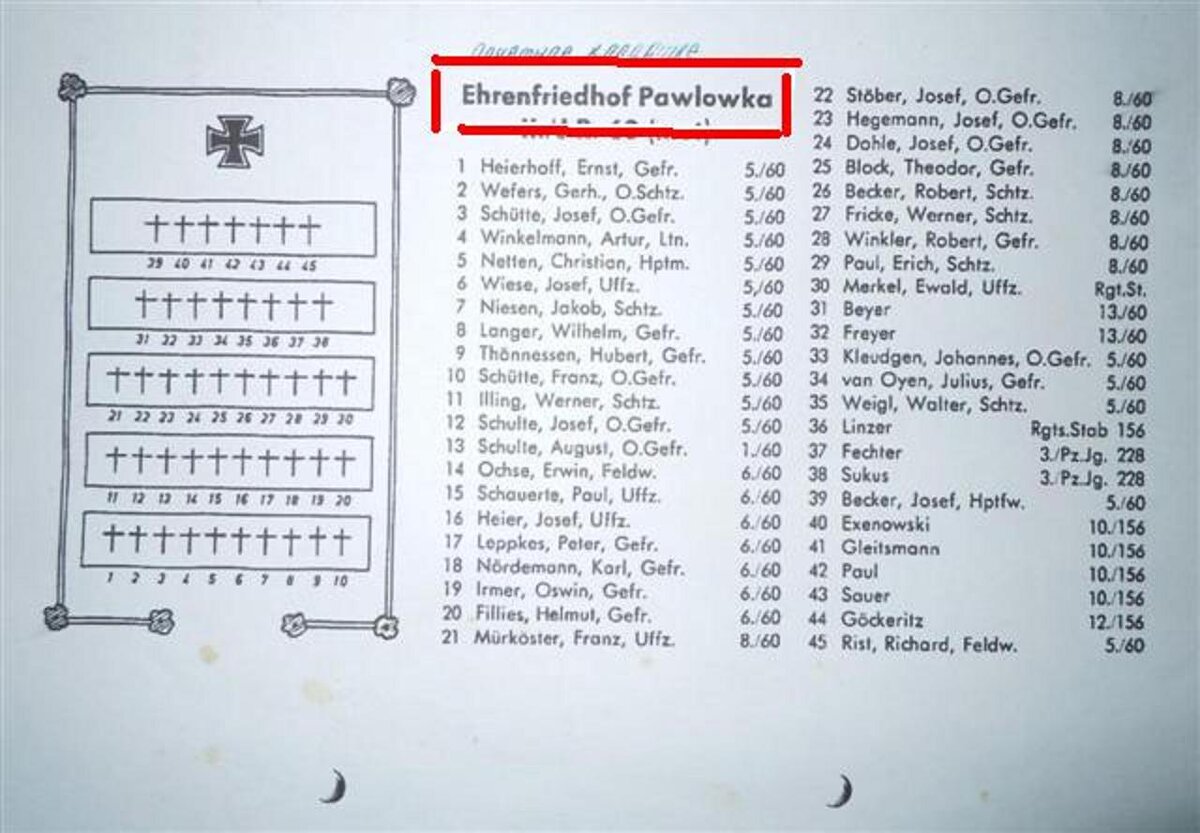 Ehrenfriedhof Pawlowka
39 40 41 42 43 44 45
31 32 33 34 35 36 37 38
21 22 23 24 25 26 27 28 29 30
11 12 13 14 15 16 17 18 19 20
1 2 3 4 5 6 7 8 9 10
1 Heierhoff, Ernst, Gefr. 5./60
2 Wefers, Gerh., O.Schtz. 5./60
3 Schütte, Josef, O.Gefr. 5./60
4 Winkelmann, Artur, Ltn. 5./60
5 Netten, Christian, Hptm. 5./60
6 Wiese, Josef, Uffz. 5,/60
7 Niesen, Jakob, Schtz. 5./60
8 Langer, Wilhelm, Gefr. 5./60
9 Thönnessen, Hubert, Gefr. 5./60
10 Schütte, Franz, O.Gefr. 5./60
11 Illing, Werner, Schtz. 5./60
12 Schulte, Josef, O.Gefr. 5./60
13 Schulte, August, O.Gefr. 1./60
14 Ochse, Erwin, Feldw. 6./60
15 Schauerte, Paul, Uffz. 6./60
16 Heier, Josef, Uffz. 6./60
17 Leppkes, Peter, Gefr. 6./60
18 Nördemann, Karl, Gefr. 6./60
19 Irmer, Oswin, Gefr. 6./60
20 Fillies, Helmut, Gefr. 6./60
21 Mürköster, Franz, Uffz. 8./60
22 Stöber, Josef, O.Gefr. 8./60
23 Hegemann, Josef, O.Gefr. 8./60
24 Dohle, Josef, O.Gefr. 8./60
25 Block, Theodor, Gefr. 8./60
26 Becker, Robert, Schtz. 8./60
27 Fricke, Werner, Schtz. 8./60
28 Winkler, Robert, Gefr. 8./60
29 Paul, Erich, Schtz. 8./60
30 Merkel, Ewald, Uffz. Rgt.St.
31 Beyer 13./60
32 Freyer 13./60
33 Kleudgen, Johannes, O.Gefr. 5./60
34 van Oyen, Julius, Gefr. 5./60
35 Weigl, Walter, Schtz. 5./60
36 Linzer Rgts.Stab 156
37 Fechter 3./Pz.Jg. 228
38 Sukus 3./Pz.Jg. 228
39 Becker, Josef, Hptfw. 5./60
40 Exenowski 10./156
41 Gleitsmann 10./156
42 Paul 10./156
43 Sauer 10./156
44 Göckeritz 12./156
45 Rist, Richard, Feldw. 5./60